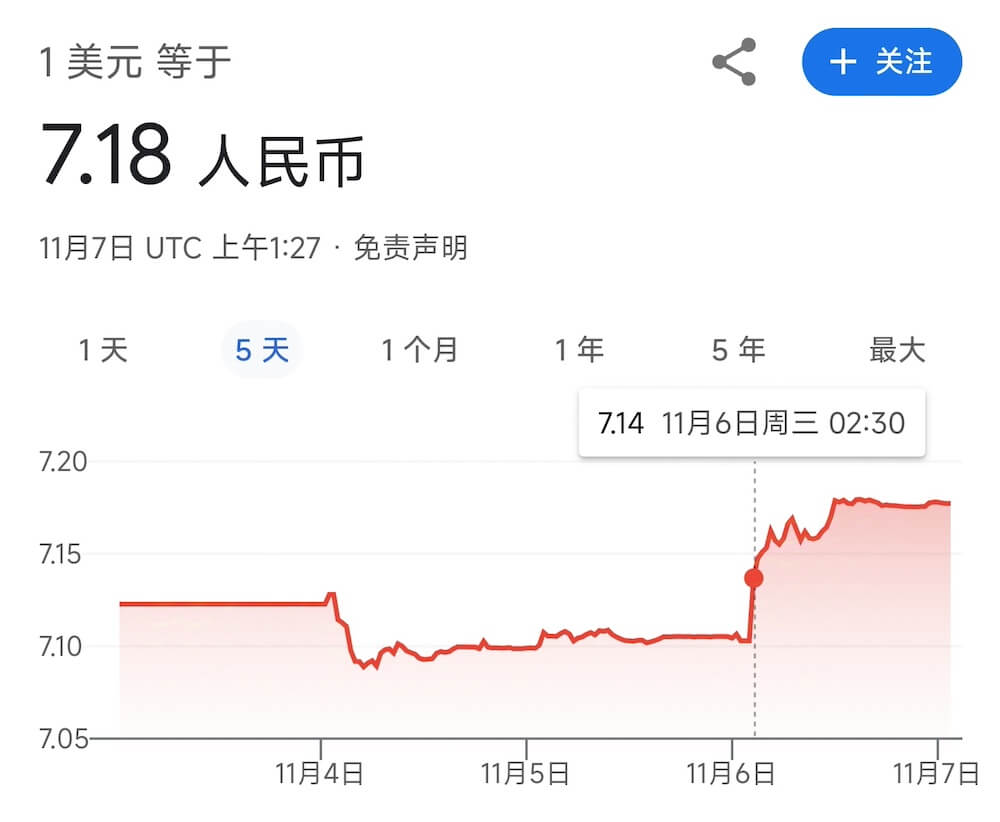 1 美元 等于
+ 关注
7.18 人民币
11月7日 UTC 上午1:27 · 免责声明
1 天 5 天 1 个月 1 年 5 年 最大
7.14 11月6日周三 02:30
7.20
7.15
7.10
7.05
11月4日 11月5日 11月6日 11月7日